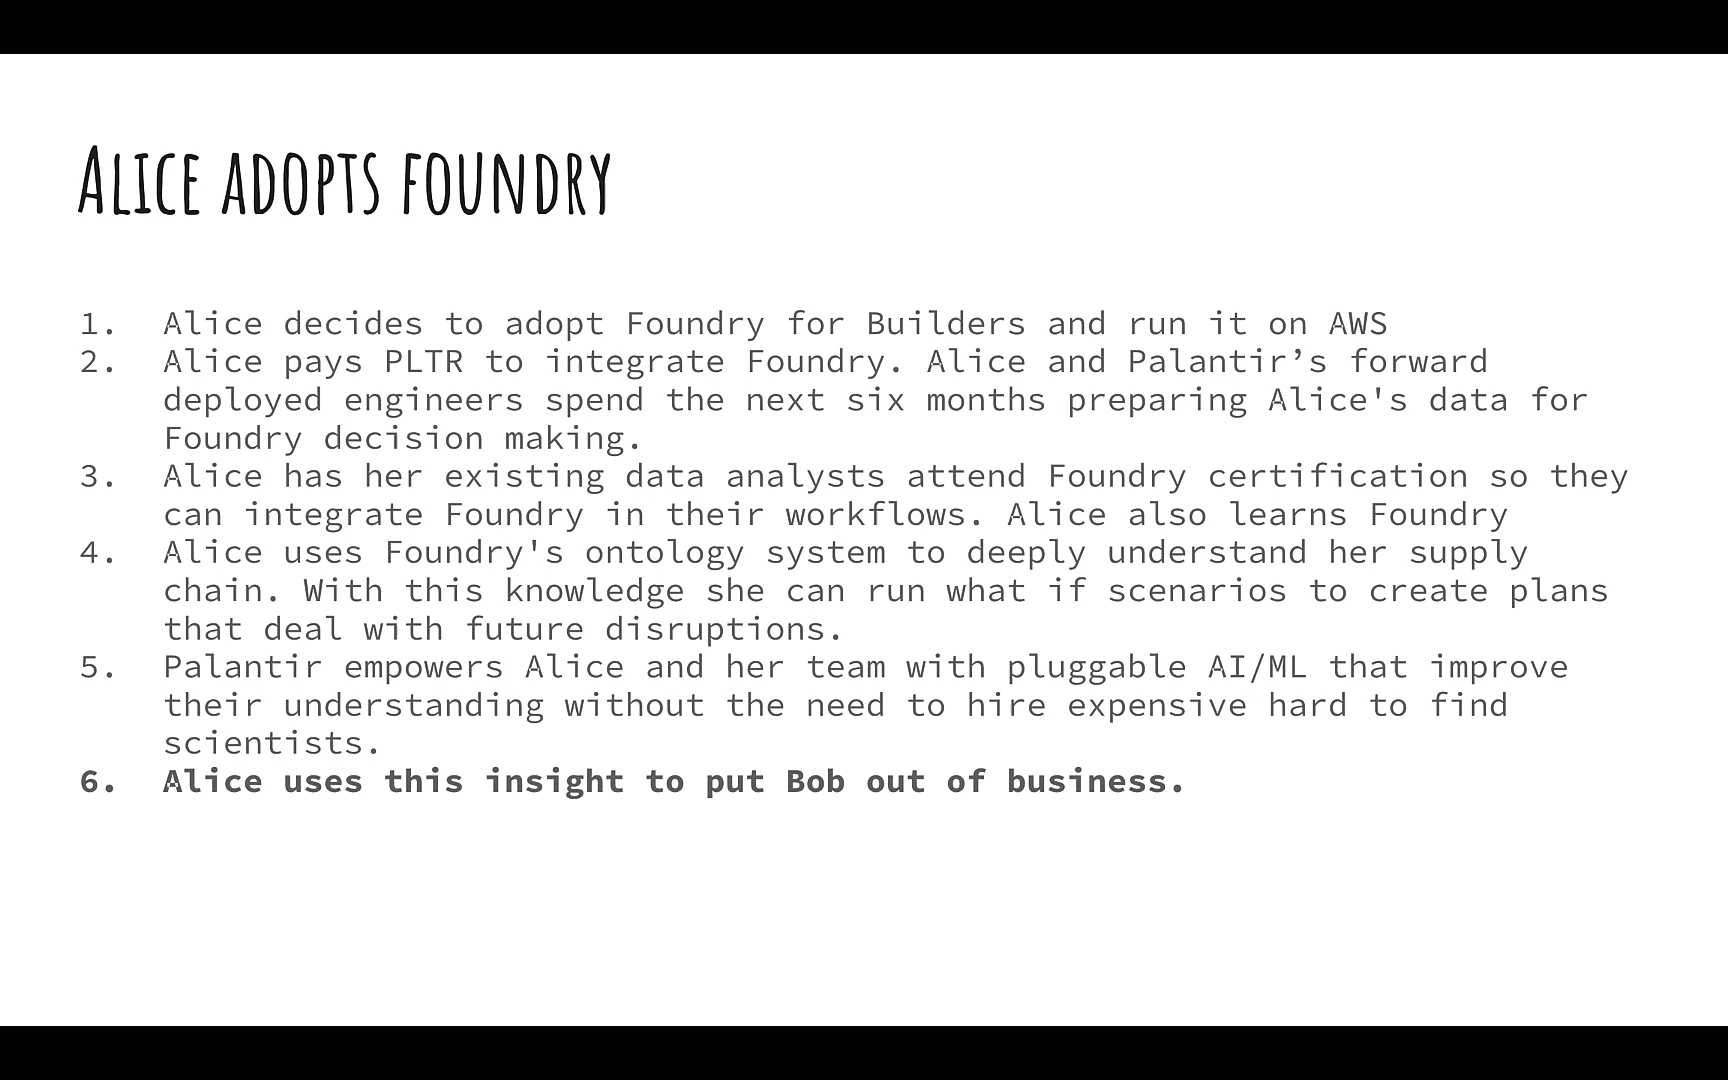 ALICE ADOPTS FOUNDRY
1. Alice decides to adopt Foundry for Builders and run it on AWS
2. Alice pays PLTR to integrate Foundry. Alice and Palantir’s forward
deployed engineers spend the next six months preparing Alice's data for
Foundry decision making.
3. Alice has her existing data analysts attend Foundry certification so they
can integrate Foundry in their workflows. Alice also learns Foundry
4. Alice uses Foundry's ontology system to deeply understand her supply
chain. With this knowledge she can run what if scenarios to create plans
that deal with future disruptions.
5. Palantir empowers Alice and her team with pluggable AI/ML that improve
their understanding without the need to hire expensive hard to find
scientists.
6. Alice uses this insight to put Bob out of business.